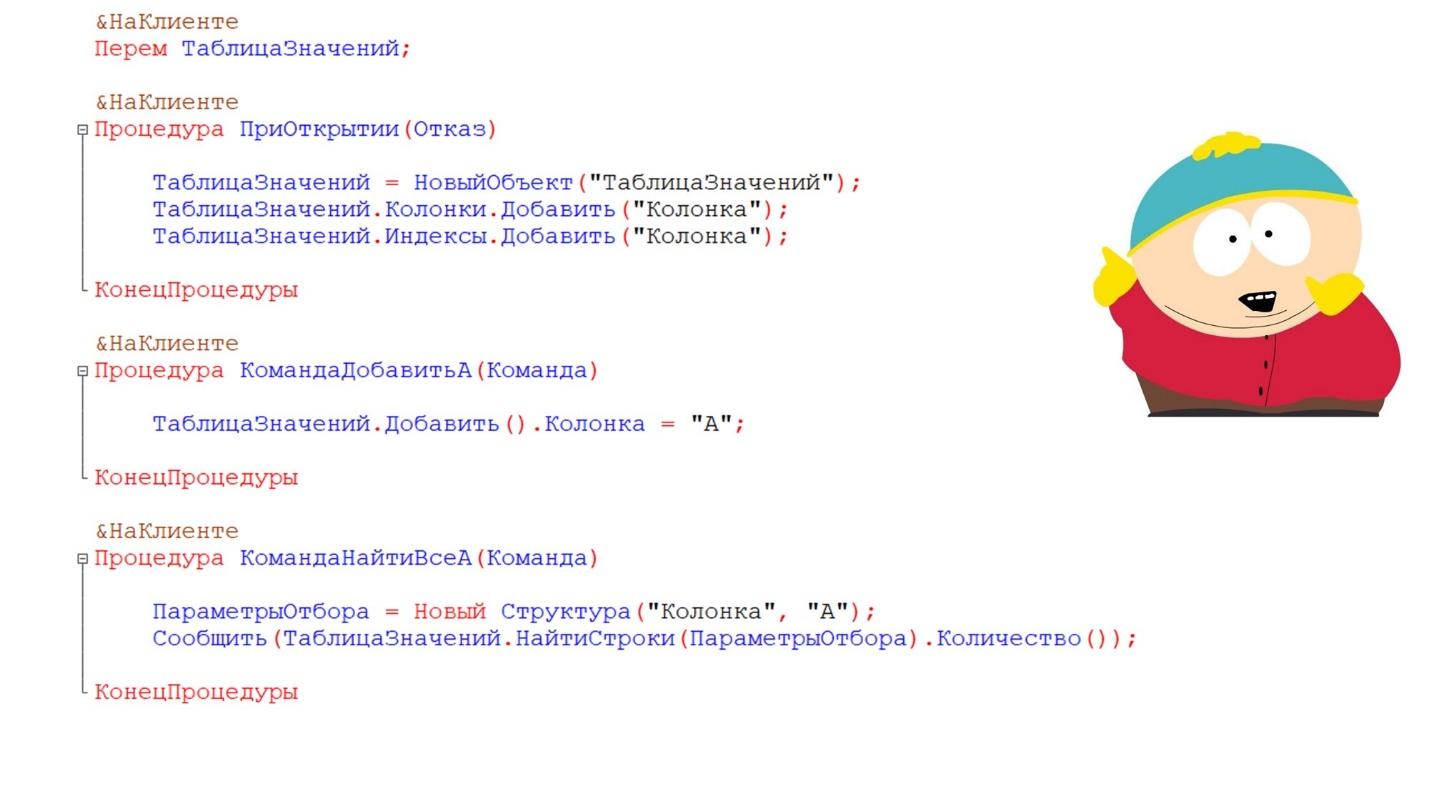 &НаКлиенте
Перем ТаблицаЗначений;
&НаКлиенте
Процедура ПриОткрытии(Отказ)
ТаблицаЗначений = НовыйОбъект("ТаблицаЗначений");
ТаблицаЗначений.Колонки.Добавить("Колонка");
ТаблицаЗначений.Индексы.Добавить("Колонка");
КонецПроцедуры
&НаКлиенте
Процедура КомандаДобавитьА(Команда)
ТаблицаЗначений.Добавить().Колонка = "А";
КонецПроцедуры
&НаКлиенте
Процедура КомандаНайтиВсеА(Команда)
ПараметрыОтбора = Новый Структура("Колонка", "А");
Сообщить(ТаблицаЗначений.НайтиСтроки(ПараметрыОтбора).Количество());
КонецПроцедуры